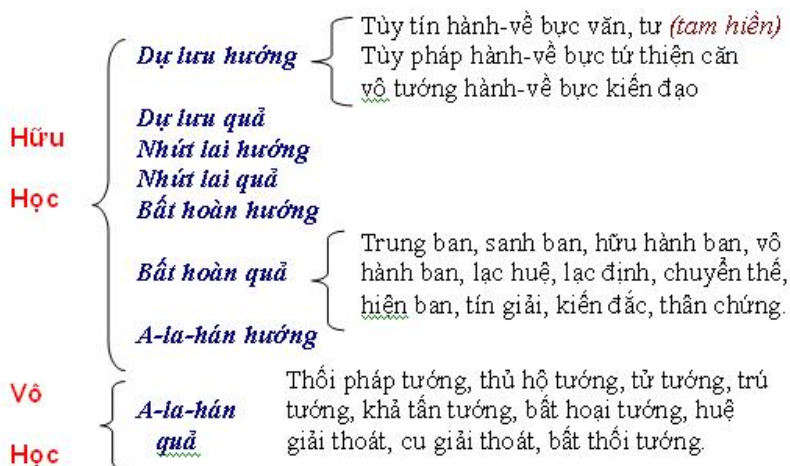 Tùy tín hành-về bực văn, tư (tam hiền)
Dự lưu hướng
Tùy pháp hành-về bực tứ thiện căn
vô tướng hành-về bực kiến đạo
Dự lưu quả
Hữu
Nhứt lai hướng
Nhứt lai quả
Học
Bất hoàn hướng
Trung ban, sanh ban, hữu hành ban, vô
Bất hoàn quả
hành ban, lạc huệ, lạc định, chuyển thế,
hiện ban, tín giải, kiến đắc, thân chứng.
A-la-hán hướng
Thối pháp tướng, thủ hộ tướng, tử tướng, trú
Vô
A-la-hán
tướng, khả tấn tướng, bất hoại tướng, huệ
quả
giải thoát, cu giải thoát, bất thối tướng.
Học